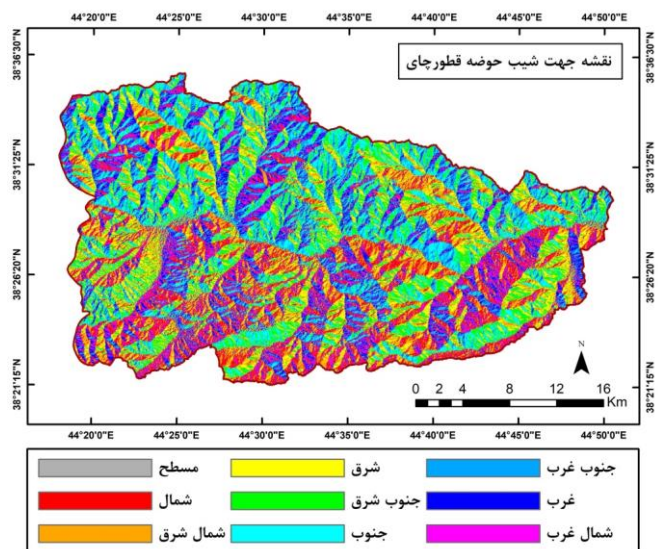 44°20'0"E 44°25'0"E 44°30'0"E 44°35'0"E 44°40'0"E 44°45'0"E 44°50'0"E
38°36'30"N 38°36'30"N
نقشه جهت شیب حوضه قطورچای
38°31'25"N 38°31'25"N
38°26'20"N 38°26'20"N
N
38°21'15"N 38°21'15"N
0 2 4 8 12 16
Km
44°20'0"E 44°25'0"E 44°30'0"E 44°35'0"E 44°40'0"E 44°45'0"E 44°50'0"E
جنوب غرب شرق مسطح
غرب جنوب شرق شمال
شمال غرب جنوب شمال شرق